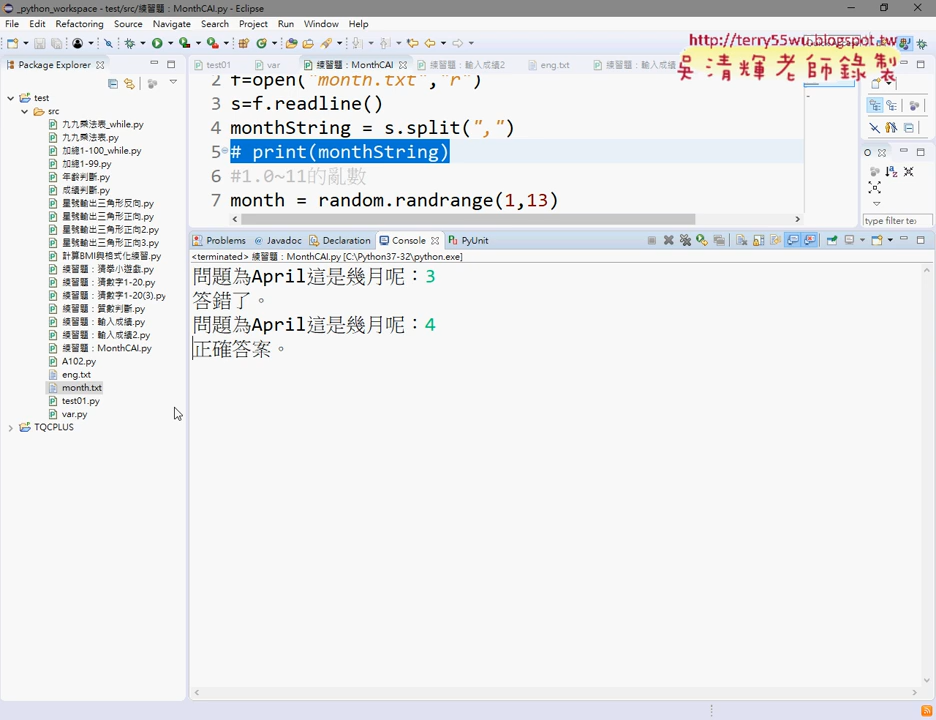 _python_workspace - test/src/練習題：MonthCAI.py - Eclipse
File Edit Refactoring Source Navigate Search Project Run Window Help
http://terry55wu.blogspot.tw
吳清輝老師錄製
Package Explorer
test01 var 練習題：MonthCAI 練習題：輸入成績2 eng.txt 練習題：輸入成績
test
src
九九乘法表_while.py
九九乘法表.py
加總1-100_while.py
加總1-99.py
年齡判斷.py
成績判斷.py
星號輸出三角形反向.py
星號輸出三角形正向.py
星號輸出三角形正向2.py
星號輸出三角形正向3.py
計算BMI與格式化練習.py
練習題：猜拳小遊戲.py
練習題：猜數字1-20.py
練習題：猜數字1-20(3).py
練習題：質數判斷.py
練習題：輸入成績.py
練習題：輸入成績2.py
練習題：MonthCAI.py
A102.py
eng.txt
month.txt
test01.py
var.py
TQCPLUS
2 f=open("month.txt","r")
3 s=f.readline()
4 monthString = s.split(",")
5 # print(monthString)
6 #1.0~11的亂數
7 month = random.randrange(1,13)
type filter te
Problems Javadoc Declaration Console PyUnit
<terminated> 練習題：MonthCAI.py [C:\Python37-32\python.exe]
問題為April這是幾月呢：3
答錯了。
問題為April這是幾月呢：4
正確答案。